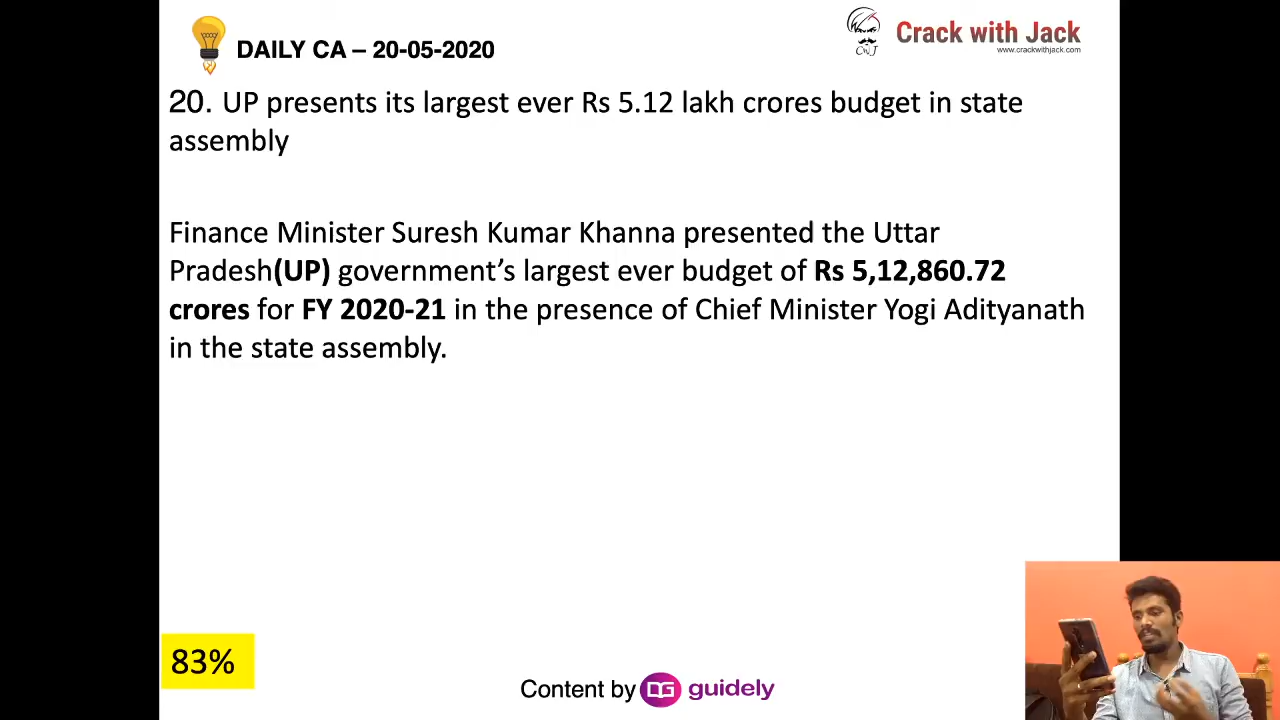 DAILY CA – 20-05-2020
Crack with Jack
www.crackwithjack.com
CWJ
20. UP presents its largest ever Rs 5.12 lakh crores budget in state
assembly
Finance Minister Suresh Kumar Khanna presented the Uttar
Pradesh(UP) government’s largest ever budget of Rs 5,12,860.72
crores for FY 2020-21 in the presence of Chief Minister Yogi Adityanath
in the state assembly.
83%
Content by DG guidely